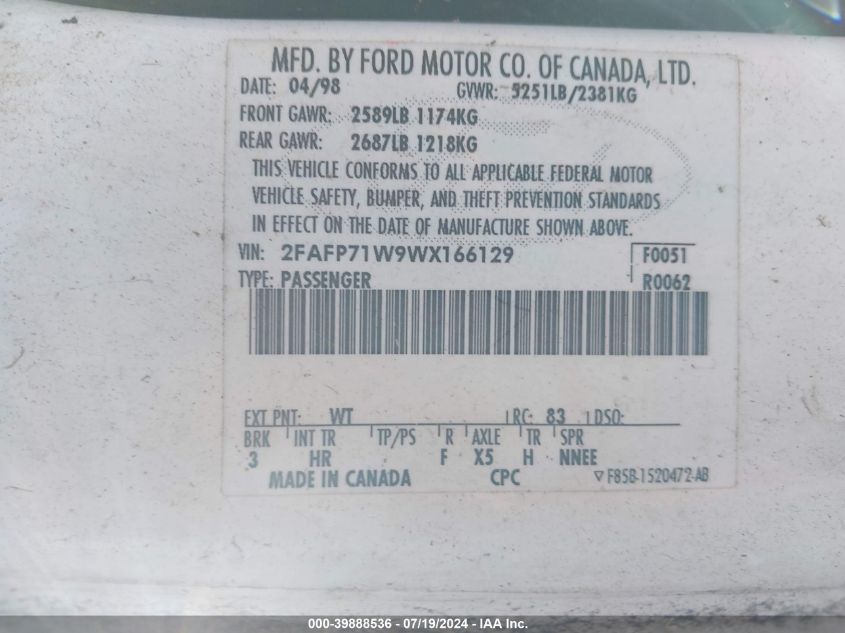 MFD. BY FORD MOTOR CO. OF CANADA, LTD.
DATE: 04/98 GVWR: 5251LB/2381KG
FRONT GAWR: 2589LB 1174KG
REAR GAWR: 2687LB 1218KG
THIS VEHICLE CONFORMS TO ALL APPLICABLE FEDERAL MOTOR
VEHICLE SAFETY, BUMPER, AND THEFT PREVENTION STANDARDS
IN EFFECT ON THE DATE OF MANUFACTURE SHOWN ABOVE.
VIN: 2FAFP71W9WX166129 F0051
TYPE: PASSENGER R0062
EXT PNT: WT RC: 83 DSO:
BRK INT TR TP/PS R AXLE TR SPR
3 HR F X5 H NNEE
MADE IN CANADA CPC ▽ F85B-1520472-AB
000-39888536 - 07/19/2024 - IAAI Inc.